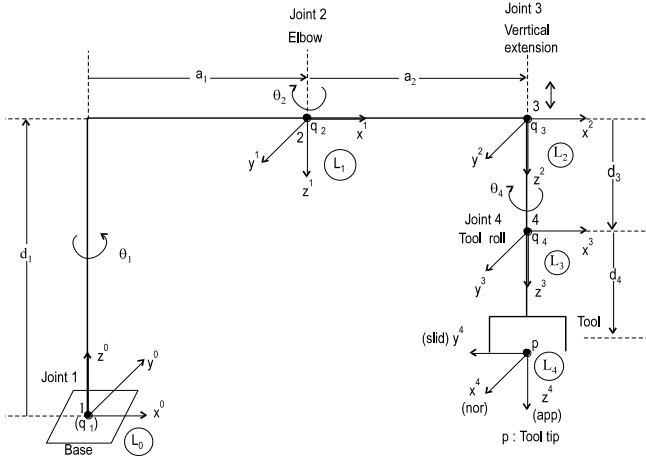 Joint 2
Elbow
Joint 3
Verrtical
extension
a1
a2
θ2
3
q3
x2
2
q2
x1
y1
L1
z1
y2
L2
z2
d3
θ4
d1
θ1
Joint 4
Tool roll
4
q4
x3
y3
L3
z3
d4
Tool
(slid) y4
p
L4
x4
(nor)
z4
(app)
p : Tool tip
z0
y0
Joint 1
1
(q1)
x0
L0
Base